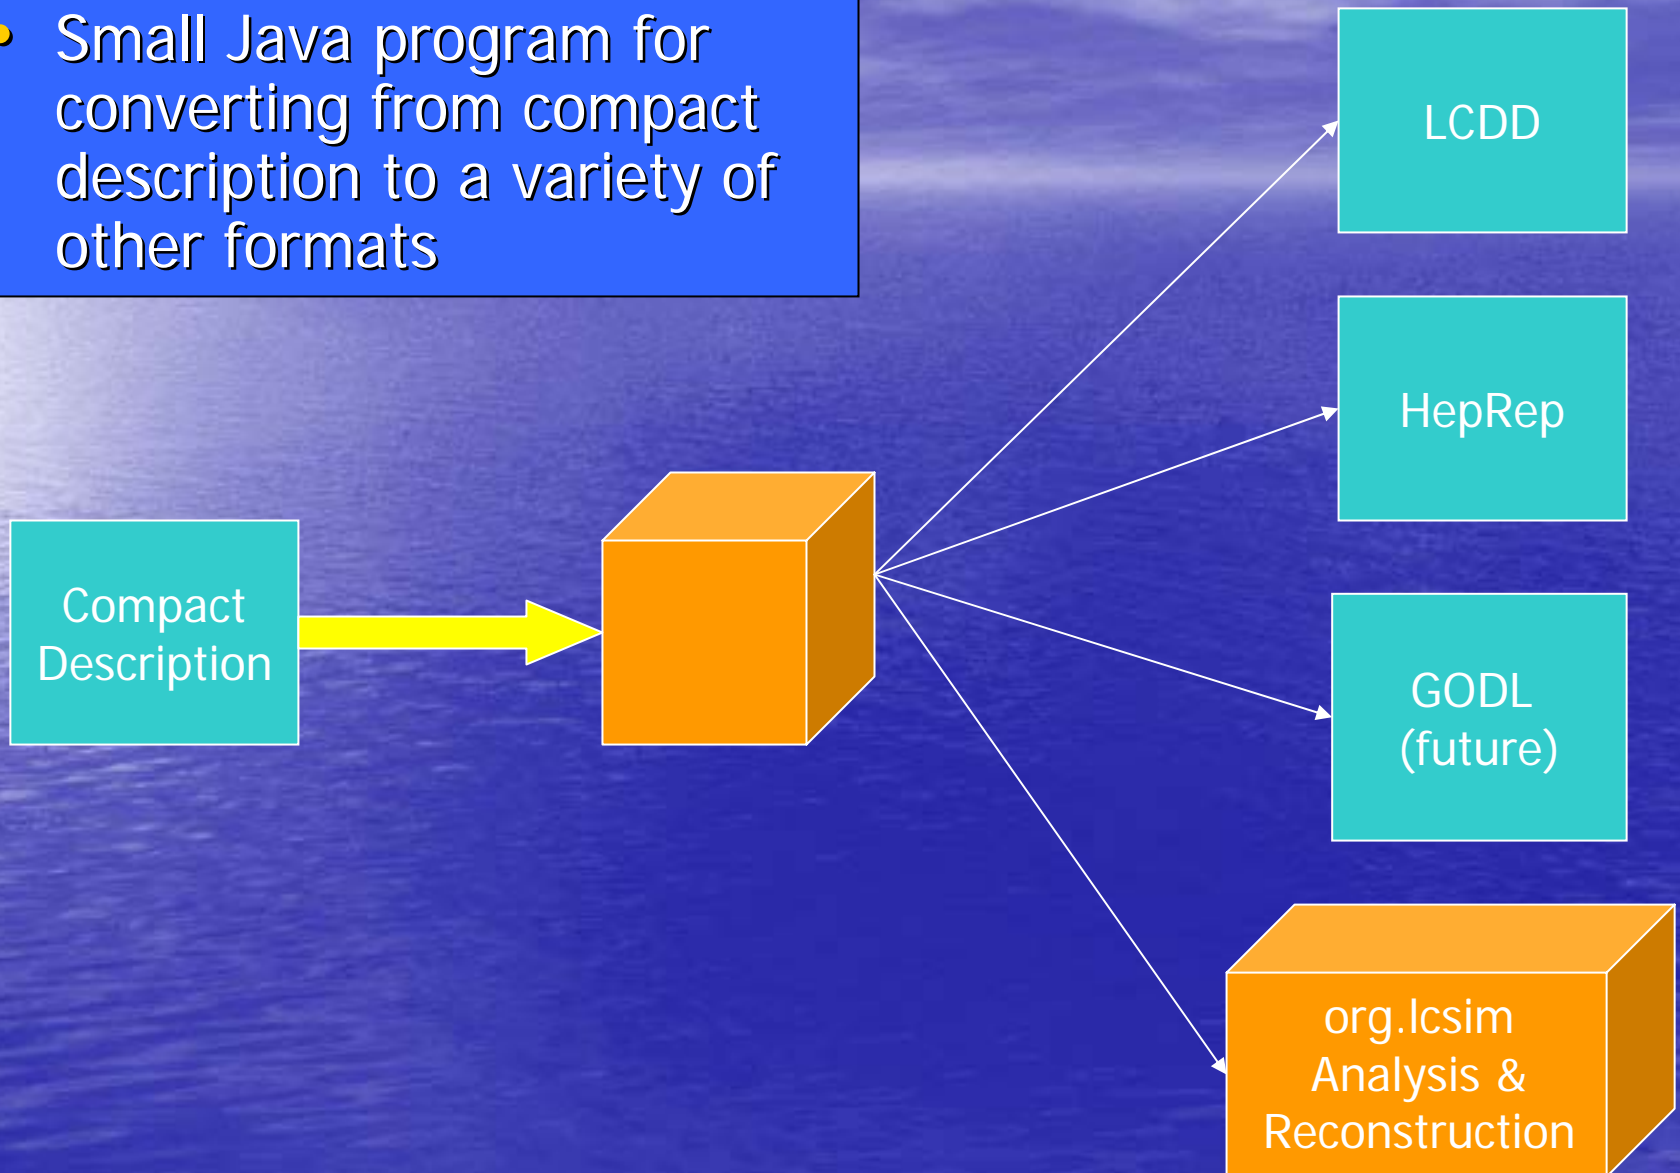 • Small Java program for
converting from compact
description to a variety of
other formats
LCDD
HepRep
Compact
Description
GODL
(future)
org.lcsim
Analysis &
Reconstruction